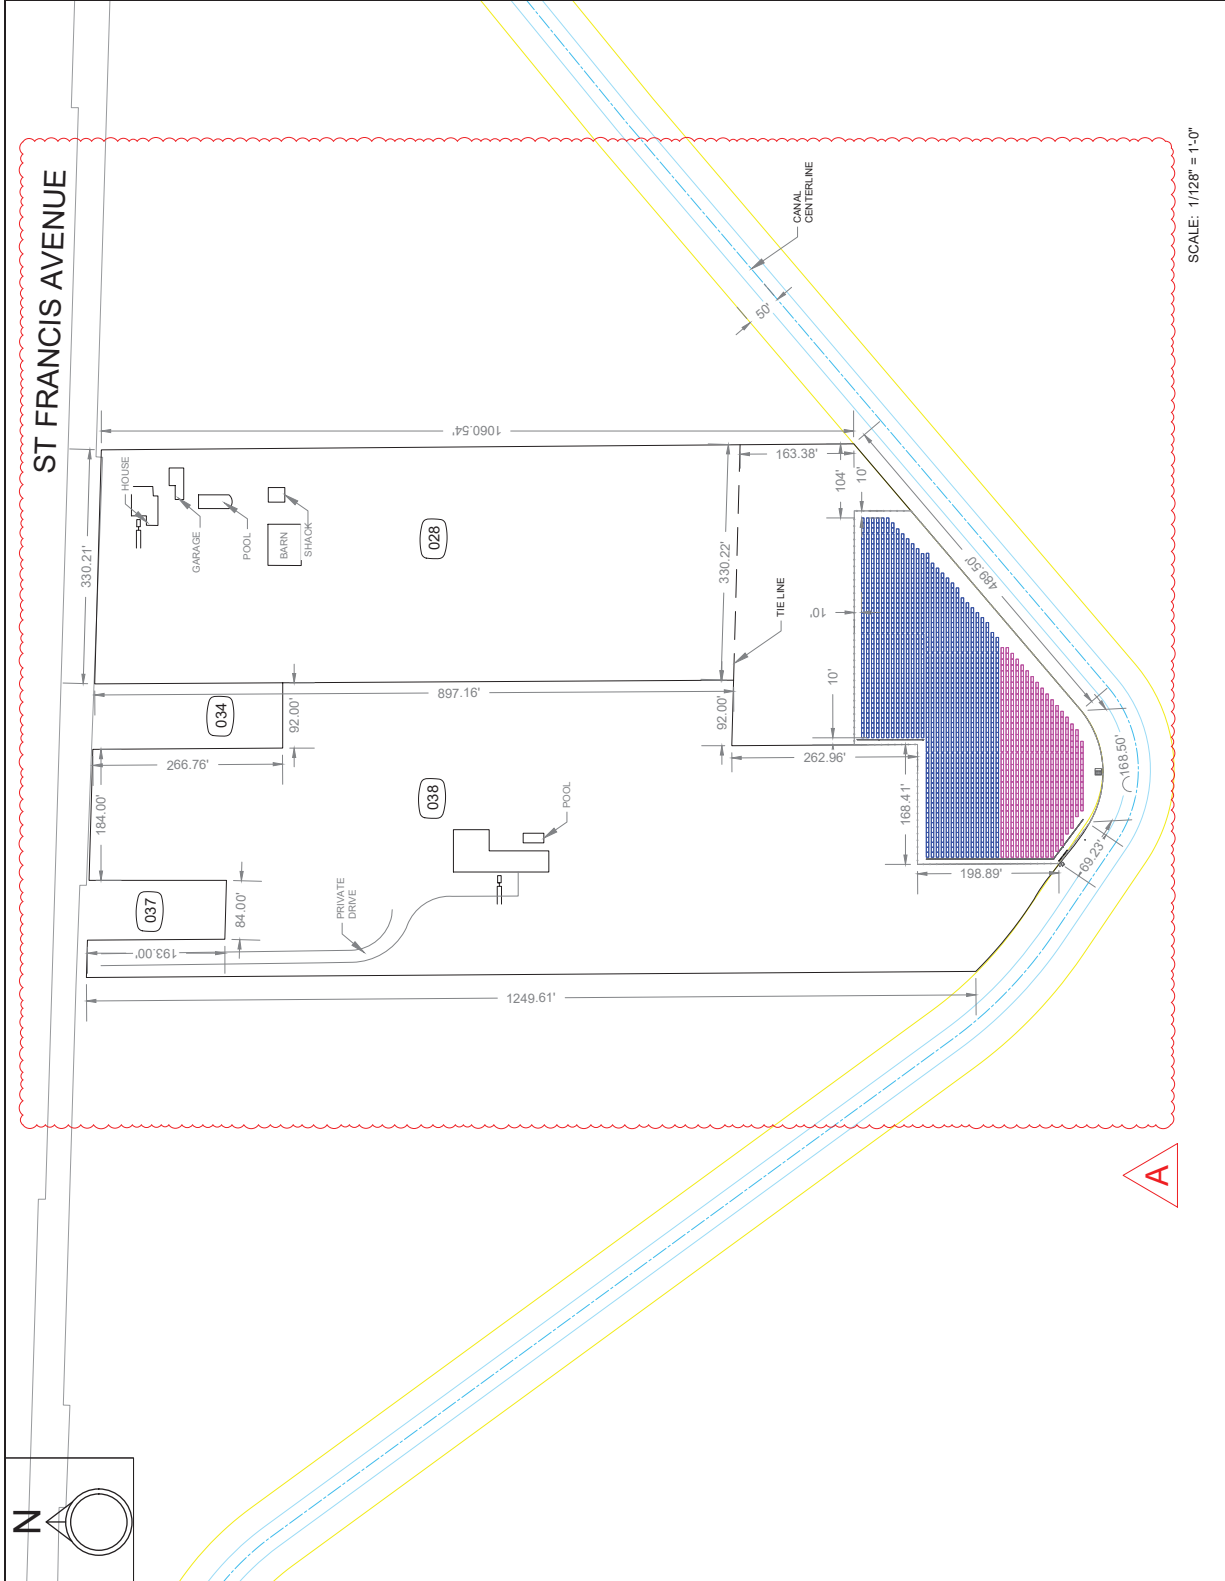 ST FRANCIS AVENUE
SCALE: 1/128" = 1'-0"
CANAL
CENTERLINE
50'
HOUSE
GARAGE
POOL
BARN
SHACK
330.21'
1060.54'
028
163.38'
104'
10'
330.22'
TIE LINE
10'
489.50'
10'
034
92.00'
897.16'
92.00'
266.76'
262.96'
184.00'
038
POOL
168.41'
168.50'
037
84.00'
PRIVATE
DRIVE
198.89'
69.23'
193.00'
1249.61'
A
N